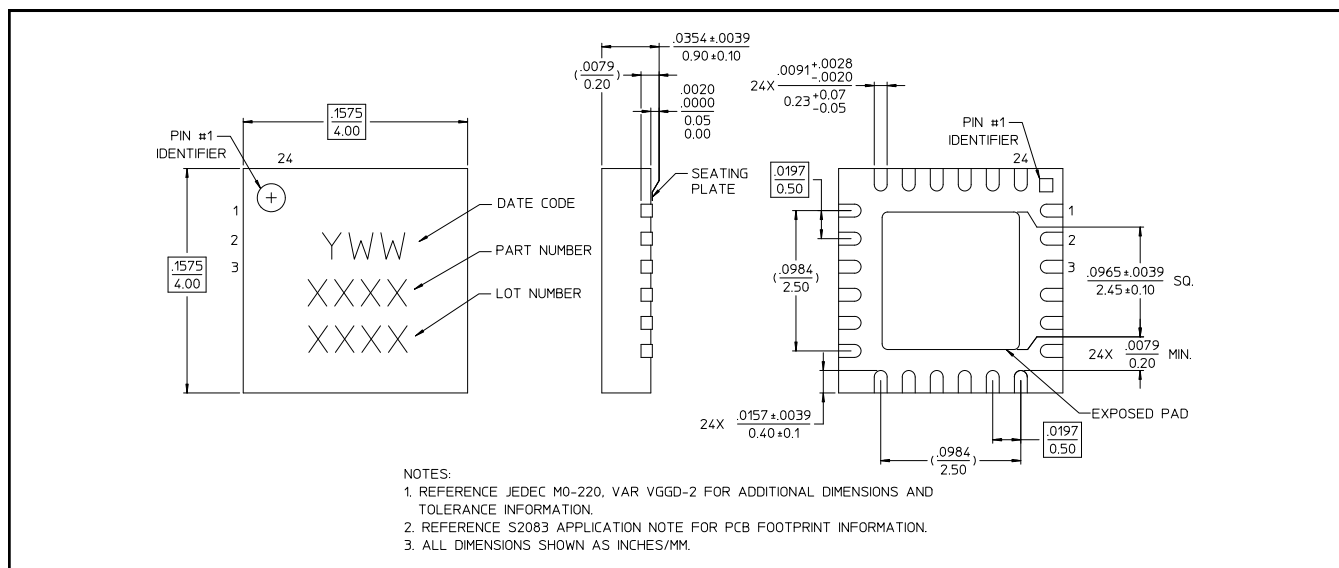 .1575
4.00
PIN #1
IDENTIFIER
24
1
2
3
.1575
4.00
YWW
XXXX
XXXX
DATE CODE
PART NUMBER
LOT NUMBER
.0354±.0039
0.90±0.10
(.0079
0.20)
.0020
.0000
0.05
0.00
SEATING
PLATE
24X .0091 +.0028
-.0020
0.23 +0.07
-0.05
PIN #1
IDENTIFIER
24
.0197
0.50
1
2
3
(.0984
2.50)
.0965±.0039
2.45±0.10 SQ.
24X .0079
0.20 MIN.
EXPOSED PAD
24X .0157±.0039
0.40±0.1
.0197
0.50
(.0984
2.50)
NOTES:
1. REFERENCE JEDEC MO-220, VAR VGGD-2 FOR ADDITIONAL DIMENSIONS AND
TOLERANCE INFORMATION.
2. REFERENCE S2083 APPLICATION NOTE FOR PCB FOOTPRINT INFORMATION.
3. ALL DIMENSIONS SHOWN AS INCHES/MM.